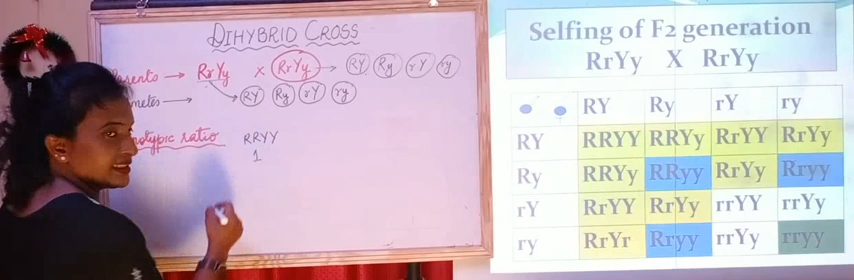 DIHYBRID CROSS
Parents → RrYy x RrYy → RY Ry rY ry
metes → RY Ry rY ry
notypic ratio RRYY
1
Selfing of F2 generation
RrYy X RrYy
RY Ry rY ry
RY RRYY RRYy RrYY RrYy
Ry RRYy RRyy RrYy Rryy
rY RrYY RrYy rrYY rrYy
ry RrYr Rryy rrYy rryy